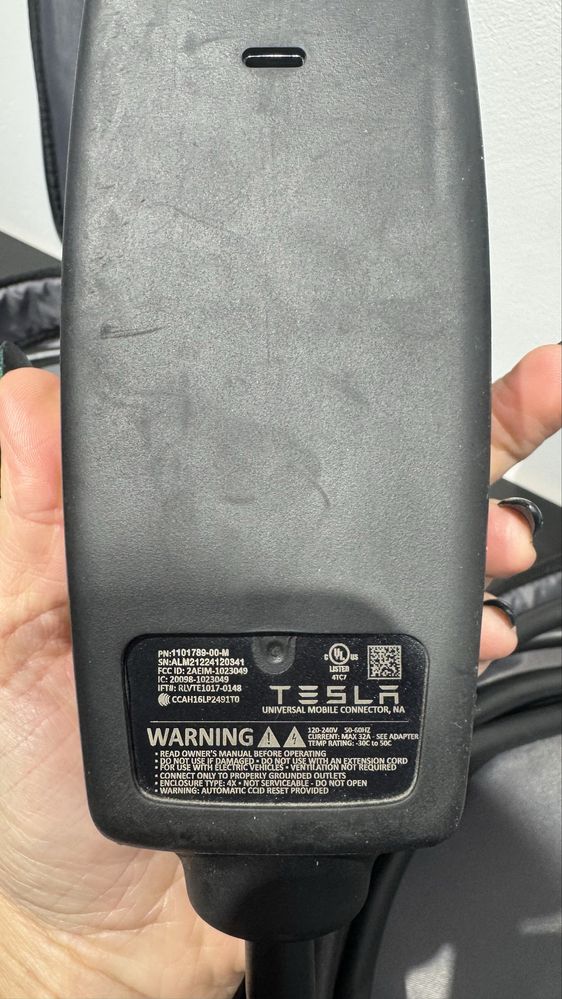 PN:1101789-00-M
SN:ALM21224120341
FCC ID: 2AEIM-1023049
IC: 20098-1023049
IFT#: RLVTE1017-0148
CCAH16LP2491T0
C UL US
LISTED
4TC7
TESLA
UNIVERSAL MOBILE CONNECTOR, NA
WARNING
120-240V 50-60HZ
CURRENT: MAX 32A - SEE ADAPTER
TEMP RATING: -30C to 50C
• READ OWNER'S MANUAL BEFORE OPERATING
• DO NOT USE IF DAMAGED • DO NOT USE WITH AN EXTENSION CORD
• FOR USE WITH ELECTRIC VEHICLES • VENTILATION NOT REQUIRED
• CONNECT ONLY TO PROPERLY GROUNDED OUTLETS
• ENCLOSURE TYPE: 4X • NOT SERVICEABLE - DO NOT OPEN
• WARNING: AUTOMATIC CCID RESET PROVIDED